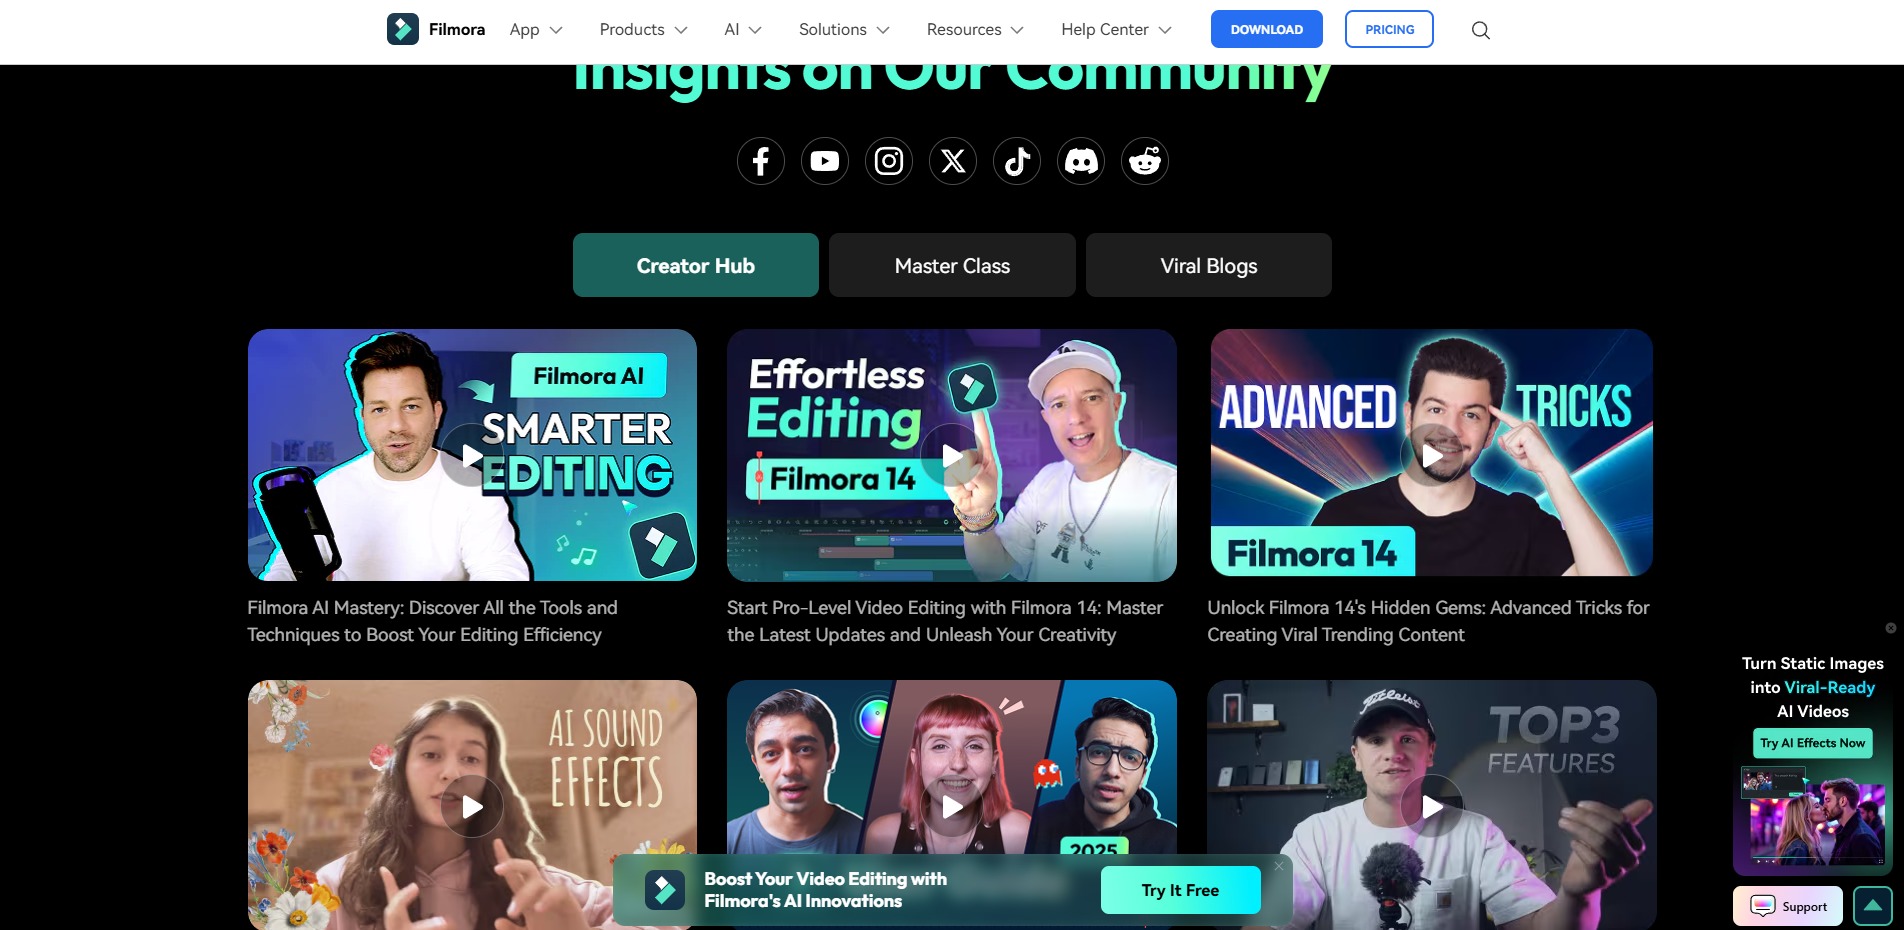 Filmora
App
Products
AI
Solutions
Resources
Help Center
DOWNLOAD
PRICING
Insights on Our Community
Creator Hub
Master Class
Viral Blogs
Filmora AI
SMARTER
EDITING
Effortless
Editing
Filmora 14
ADVANCED TRICKS
Filmora 14
Filmora AI Mastery: Discover All the Tools and
Techniques to Boost Your Editing Efficiency
Start Pro-Level Video Editing with Filmora 14: Master
the Latest Updates and Unleash Your Creativity
Unlock Filmora 14's Hidden Gems: Advanced Tricks for
Creating Viral Trending Content
AI SOUND
EFFECTS
2025
Titleist
TOP3
FEATURES
Turn Static Images
into Viral-Ready
AI Videos
Try AI Effects Now
Boost Your Video Editing with
Filmora's AI Innovations
Try It Free
Support